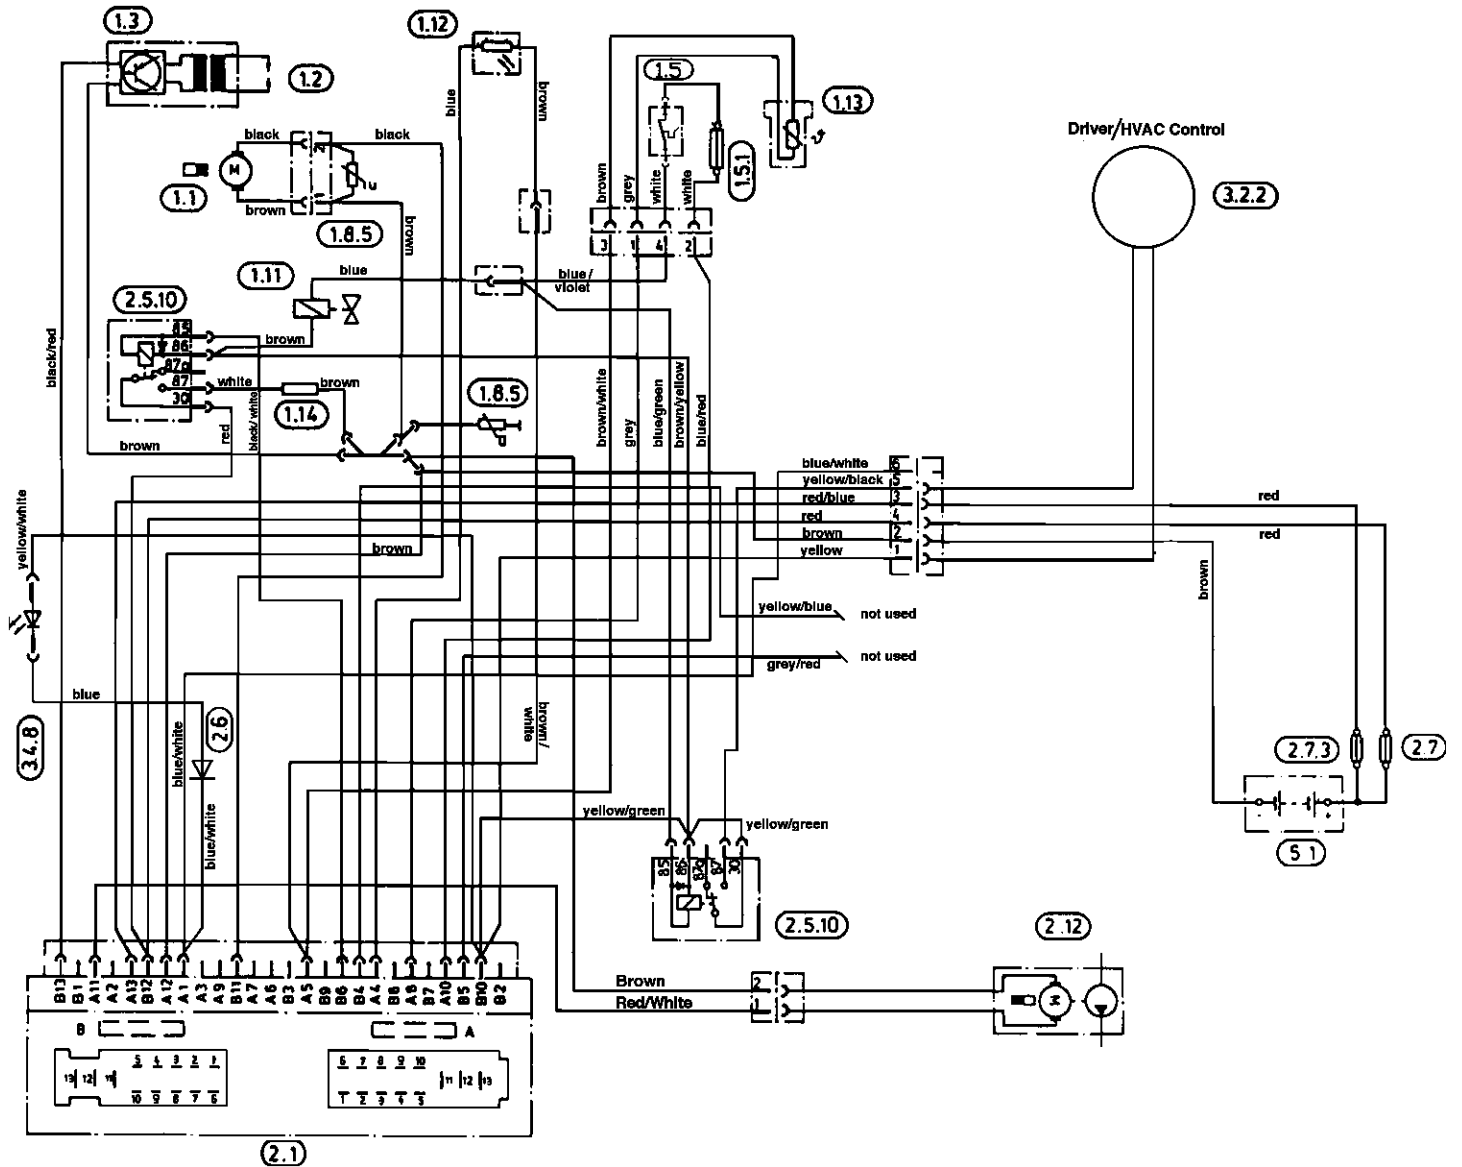 1.3
1.12
1.2
1.5
1.13
blue
brown
Driver/HVAC Control
black
black
M
2
1
u
1.5.1
1.1
brown
1.8.5
brown
brown
grey
white
white
3.2.2
3
1
4
2
1.11
blue
blue/
violet
2.5.10
85
86
87a
87
30
brown
black/red
white
brown
1.14
1.8.5
red
black/white
brown/white
grey
blue/green
brown/yellow
blue/red
brown
blue/white
6
yellow/black
5
red/blue
3
red
4
brown
2
yellow
1
red
red
yellow/white
brown
brown
yellow/blue
not used
grey/red
not used
blue
3.4.8
2.6
blue/white
blue/white
brown/
white
2.7.3
2.7
- +
5 1
yellow/green
yellow/green
85
86
87a
87
30
2.5.10
2.12
B13 B1 A11 A2 A13 B12 A12 A1 A3 A9 B11 A7 A6 B3 A5 B9 B6 B4 A4 B8 A8 B7 A10 B5 B10 B2
Brown
2
Red/White
1
M
B
A
5 4 3 2 1
13 12 11
10 9 8 7 6
6 7 8 9 10
11 12 13
1 2 3 4 5
2.1